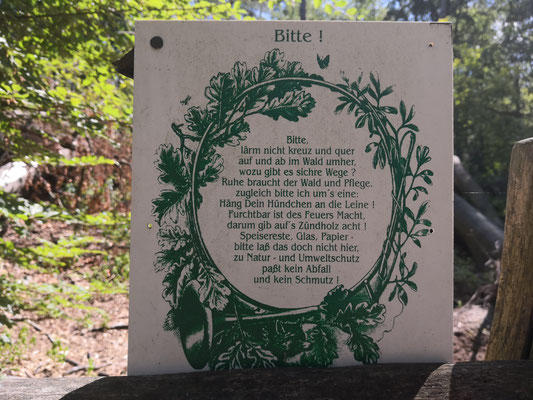 Bitte !
Bitte,
lärm nicht kreuz und quer
auf und ab im Wald umher,
wozu gibt es sichre Wege ?
Ruhe braucht der Wald und Pflege.
zugleich bitte ich um´s eine:
Häng Dein Hündchen an die Leine !
Furchtbar ist des Feuers Macht,
darum gib auf´s Zündholz acht !
Speisereste, Glas, Papier -
bitte laß das doch nicht hier,
zu Natur - und Umweltschutz
paßt kein Abfall
und kein Schmutz !